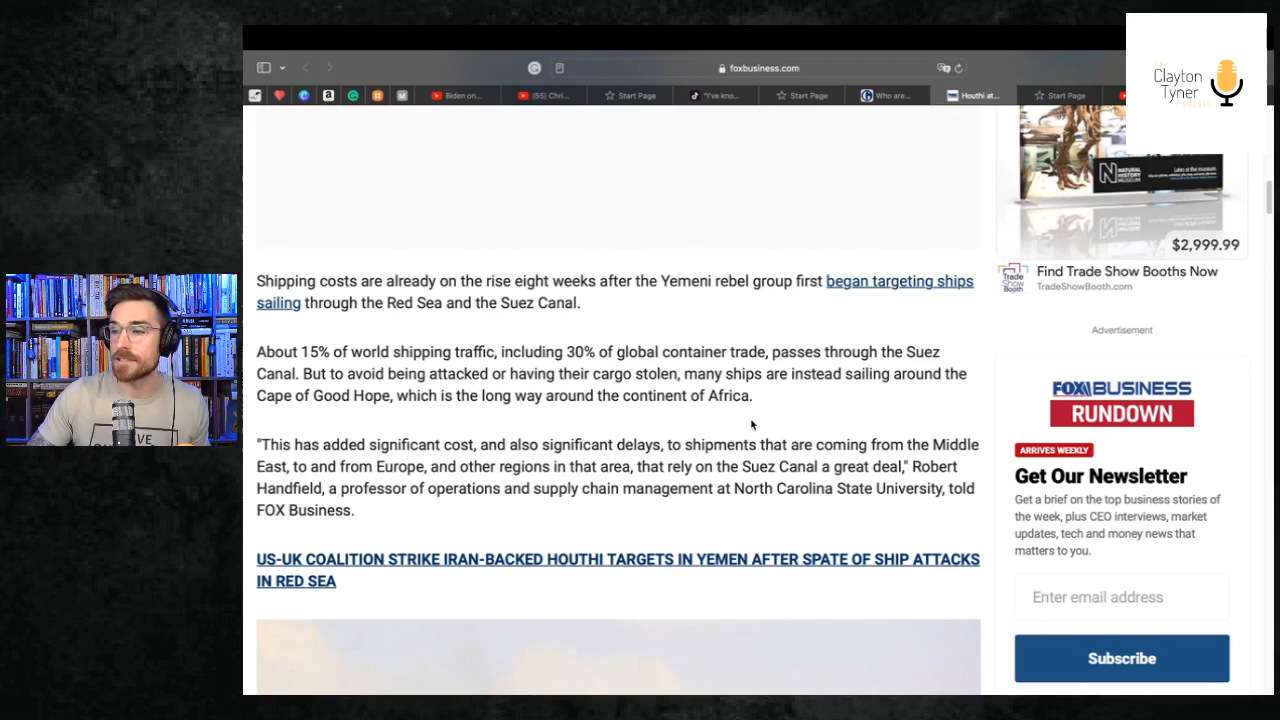 The
Clayton
Tyner
Podcast
foxbusiness.com
Biden on...
(55) Chri...
Start Page
"I've kno...
Start Page
Who are...
Houthi at...
Start Page
NATURAL
HISTORY
MUSEUM
$2,999.99
Trade
Show
Booth
Find Trade Show Booths Now
TradeShowBooth.com
Advertisement
Shipping costs are already on the rise eight weeks after the Yemeni rebel group first began targeting ships
sailing through the Red Sea and the Suez Canal.
About 15% of world shipping traffic, including 30% of global container trade, passes through the Suez
Canal. But to avoid being attacked or having their cargo stolen, many ships are instead sailing around the
Cape of Good Hope, which is the long way around the continent of Africa.
"This has added significant cost, and also significant delays, to shipments that are coming from the Middle
East, to and from Europe, and other regions in that area, that rely on the Suez Canal a great deal," Robert
Handfield, a professor of operations and supply chain management at North Carolina State University, told
FOX Business.
US-UK COALITION STRIKE IRAN-BACKED HOUTHI TARGETS IN YEMEN AFTER SPATE OF SHIP ATTACKS
IN RED SEA
FOX BUSINESS
RUNDOWN
ARRIVES WEEKLY
Get Our Newsletter
Get a brief on the top business stories of
the week, plus CEO interviews, market
updates, tech and money news that
matters to you.
Enter email address
Subscribe